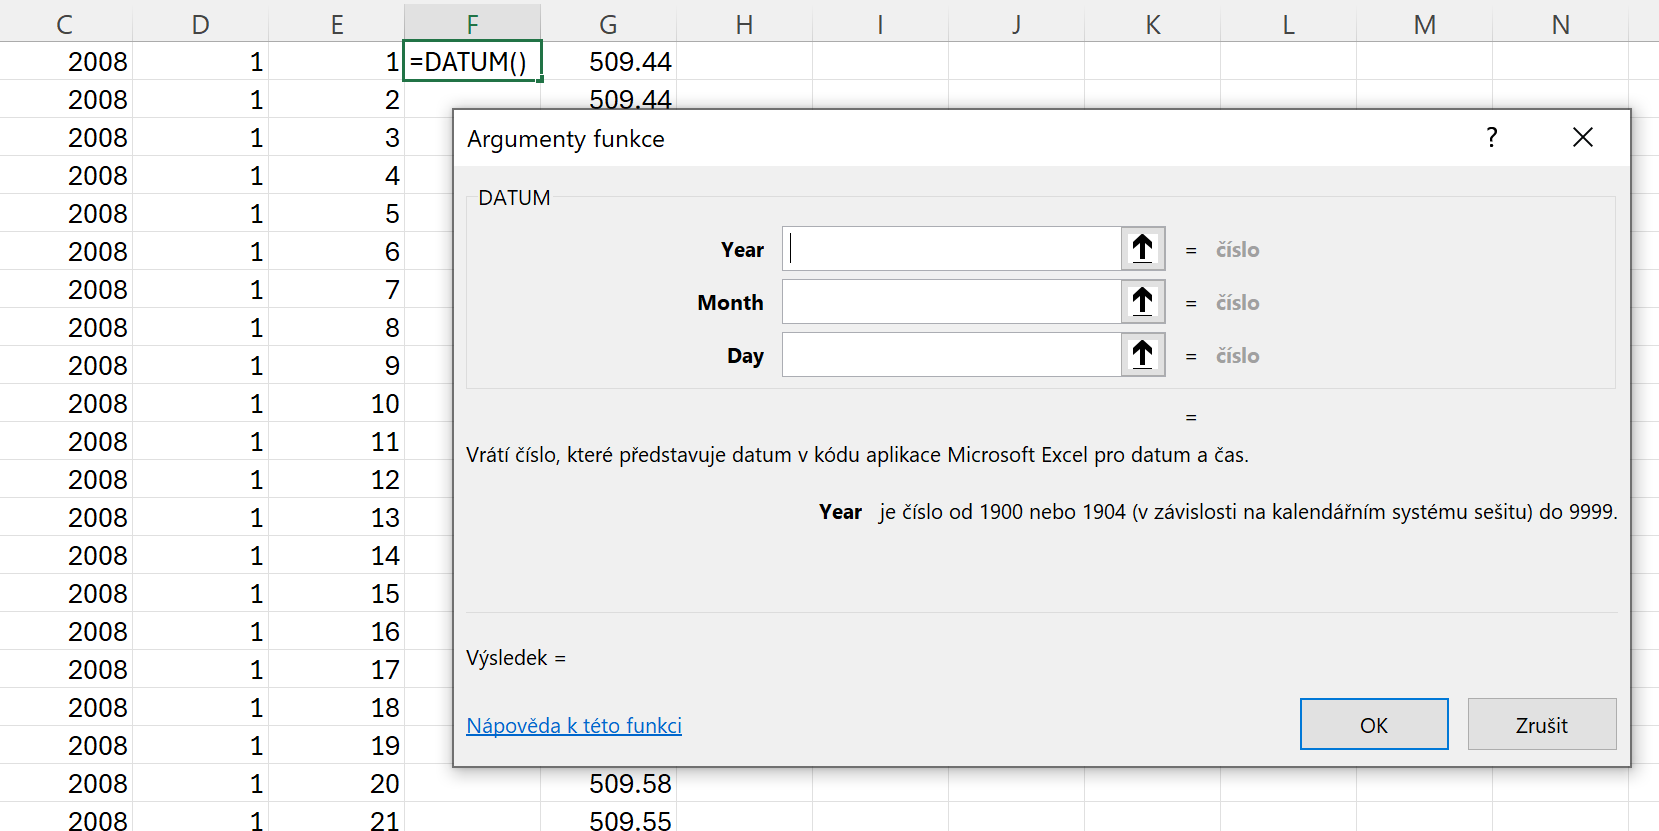 C D E F G H I J K L M N
2008 1 1 =DATUM() 509.44
2008 1 2 509.44
2008 1 3
2008 1 4
2008 1 5
2008 1 6
2008 1 7
2008 1 8
2008 1 9
2008 1 10
2008 1 11
2008 1 12
2008 1 13
2008 1 14
2008 1 15
2008 1 16
2008 1 17
2008 1 18
2008 1 19
2008 1 20 509.58
2008 1 21 509.55
Argumenty funkce ?
DATUM
Year = číslo
Month = číslo
Day = číslo
=
Vrátí číslo, které představuje datum v kódu aplikace Microsoft Excel pro datum a čas.
Year je číslo od 1900 nebo 1904 (v závislosti na kalendářním systému sešitu) do 9999.
Výsledek =
Nápověda k této funkci
OK Zrušit